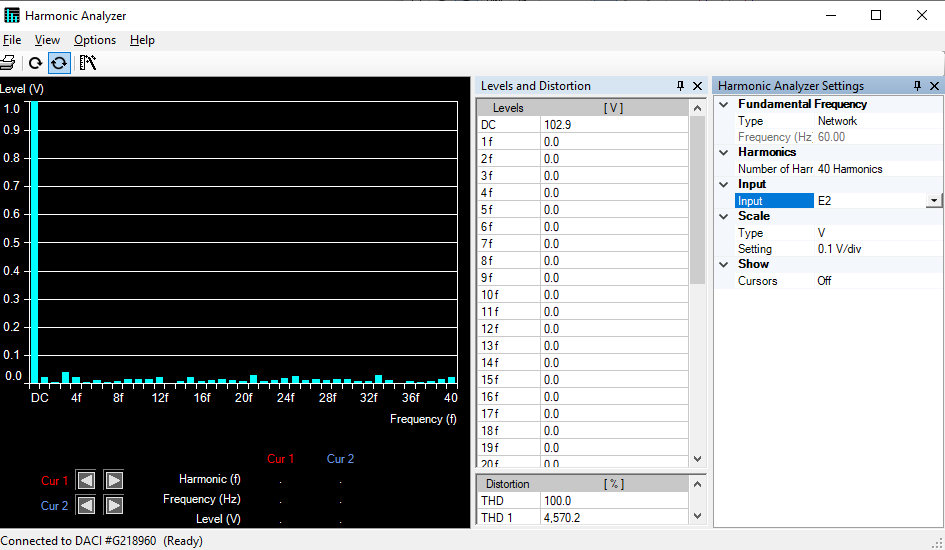 Harmonic Analyzer
File View Options Help
Level (V)
1.0
0.9
0.8
0.7
0.6
0.5
0.4
0.3
0.2
0.1
0.0
DC 4f 8f 12f 16f 20f 24f 28f 32f 36f 40
Frequency (f)
Cur 1 Cur 2
Cur 1 Harmonic (f) . .
Frequency (Hz) . .
Cur 2
Level (V) . .
Levels and Distortion
Levels [ V ]
DC 102.9
1 f 0.0
2 f 0.0
3 f 0.0
4 f 0.0
5 f 0.0
6 f 0.0
7 f 0.0
8 f 0.0
9 f 0.0
10 f 0.0
11 f 0.0
12 f 0.0
13 f 0.0
14 f 0.0
15 f 0.0
16 f 0.0
17 f 0.0
18 f 0.0
19 f 0.0
20 f 0.0
Distortion [ % ]
THD 100.0
THD 1 4,570.2
Harmonic Analyzer Settings
Fundamental Frequency
Type Network
Frequency (Hz 60.00
Harmonics
Number of Harr 40 Harmonics
Input
Input E2
Scale
Type V
Setting 0.1 V/div
Show
Cursors Off
Connected to DACI #G218960 (Ready)